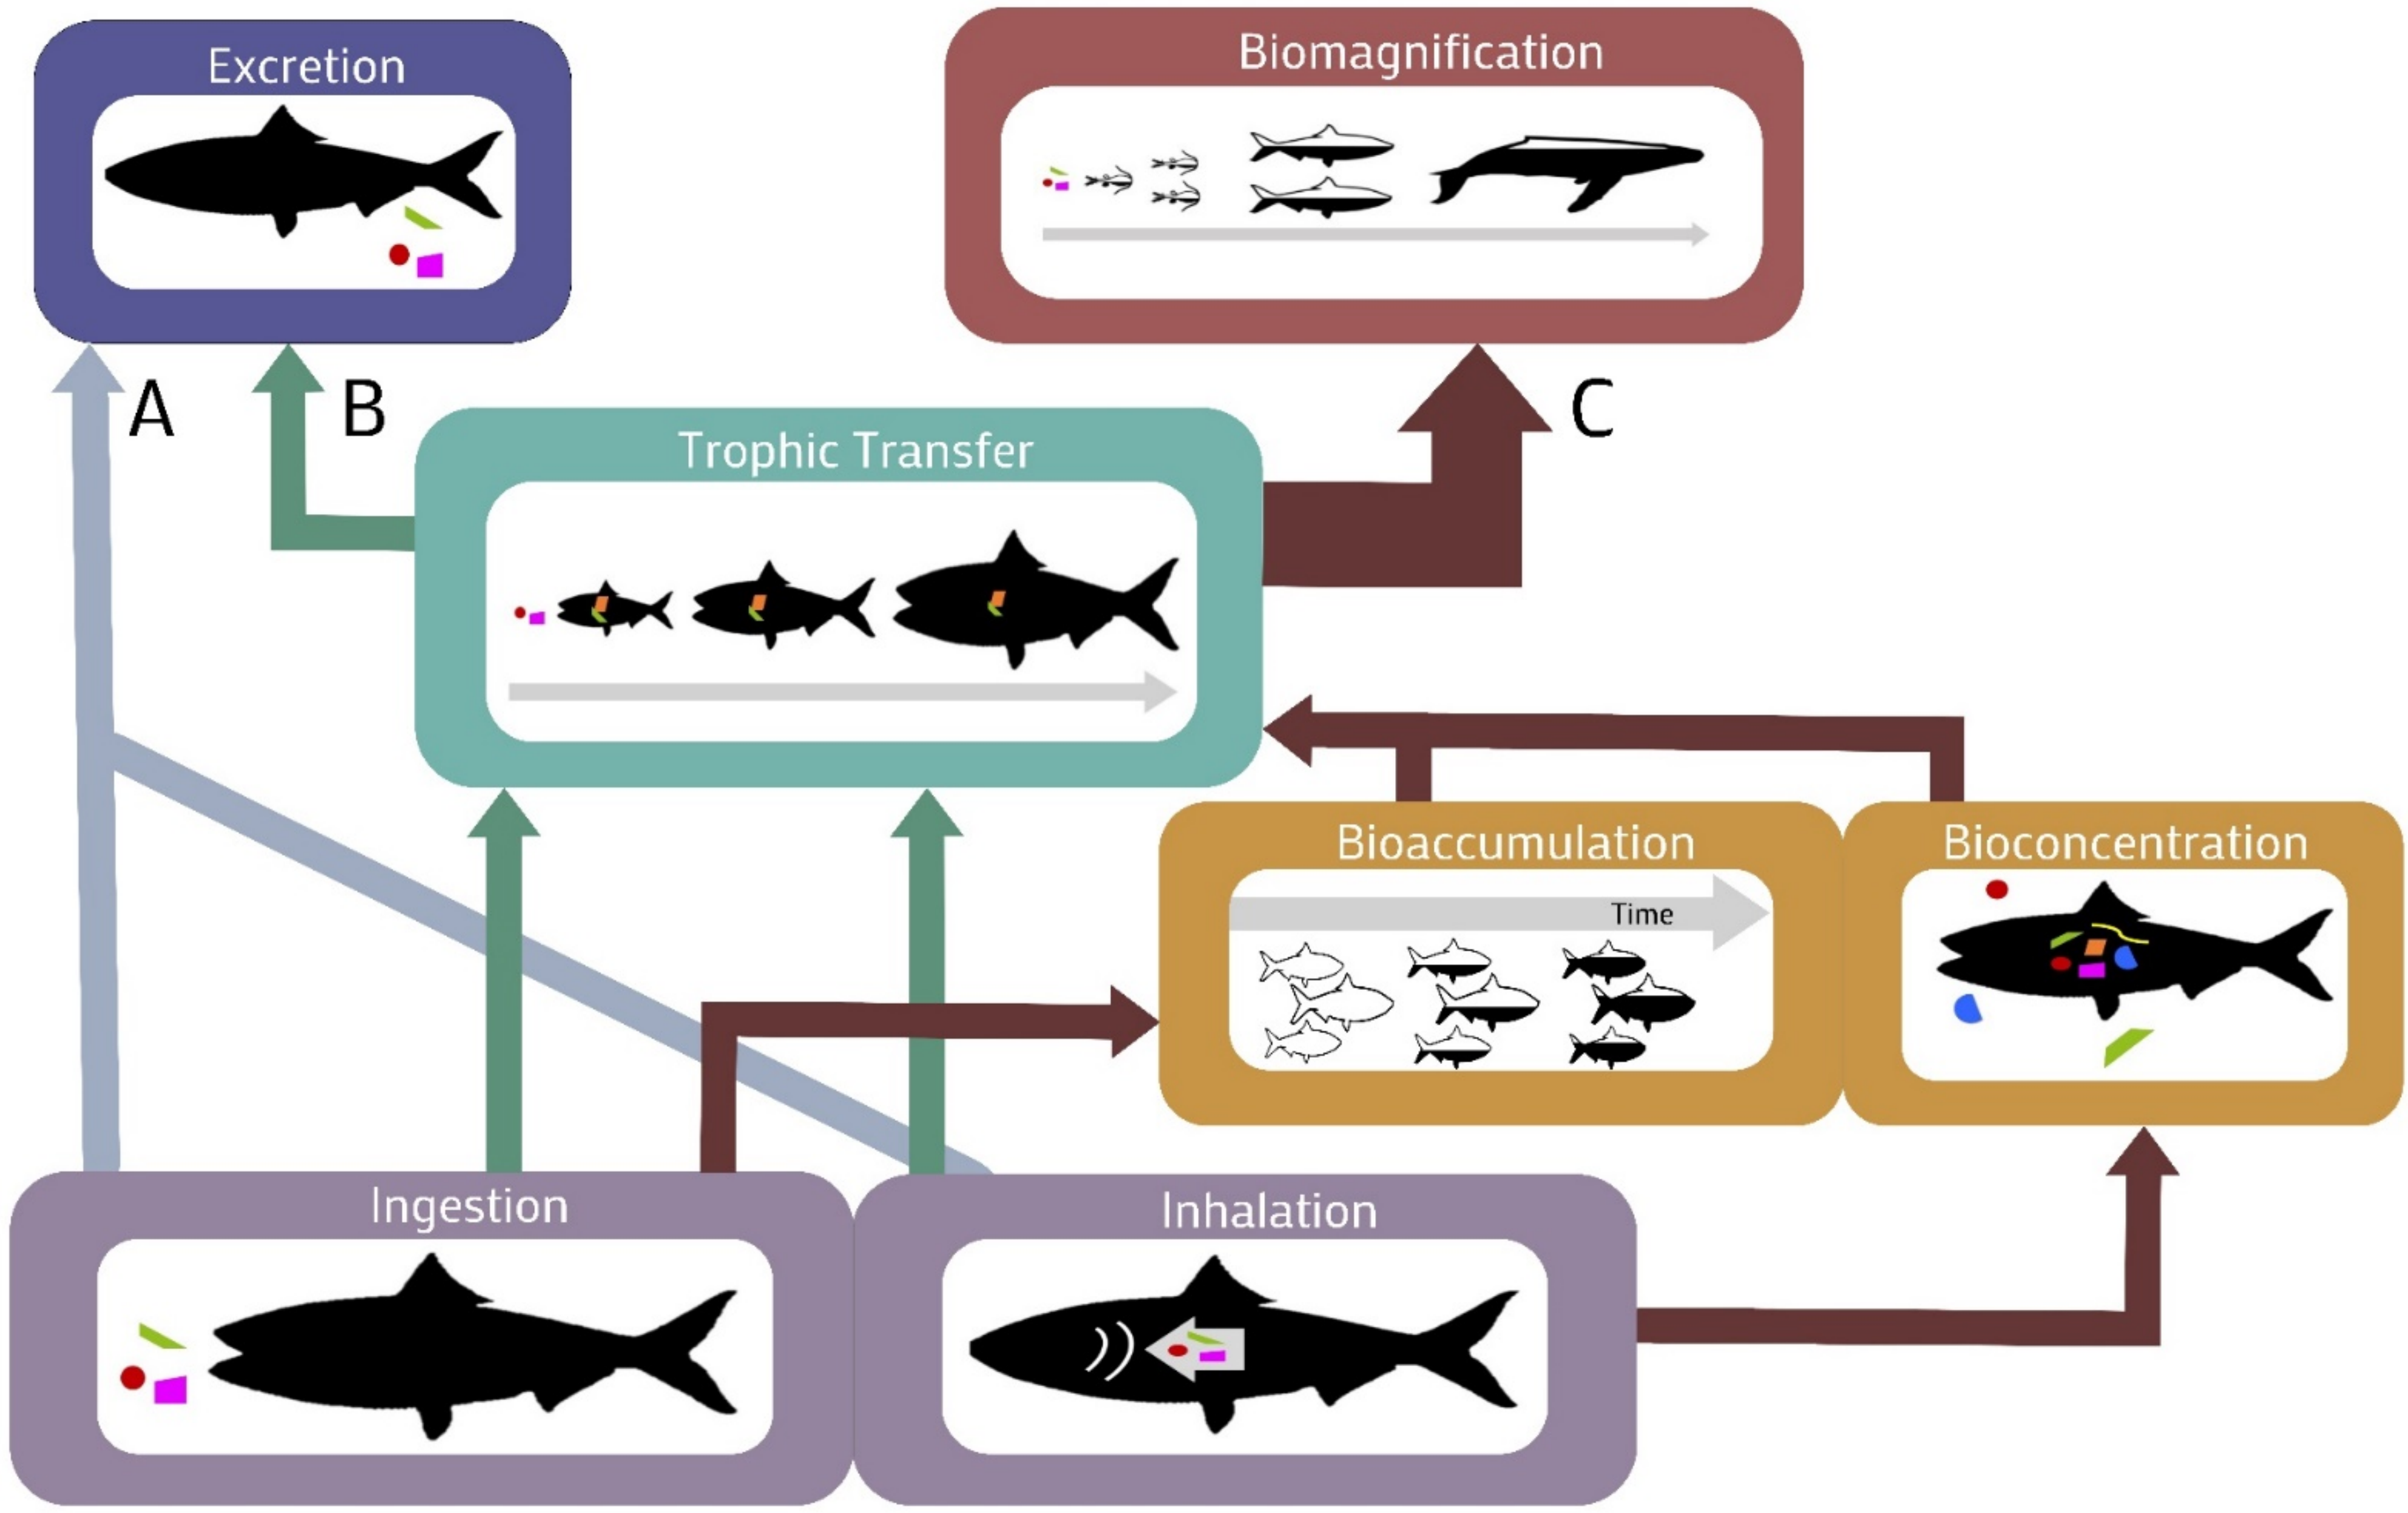 Excretion
Biomagnification
A
B
C
Trophic Transfer
Bioaccumulation
Bioconcentration
Time
Ingestion
Inhalation